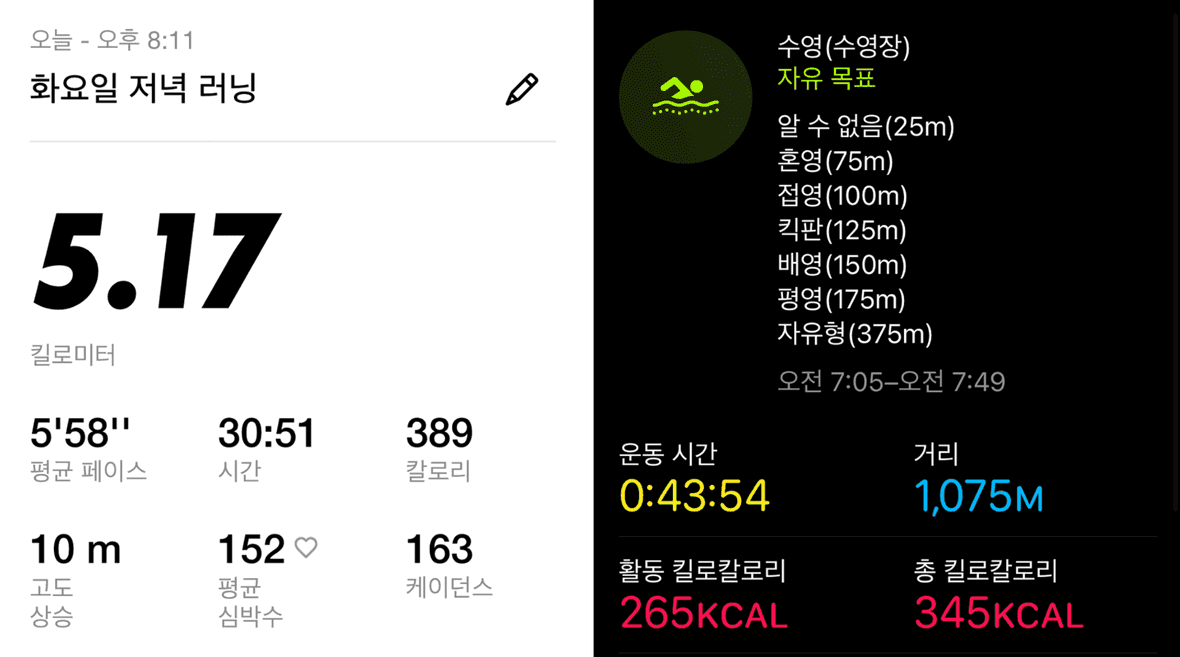 오늘 - 오후 8:11
화요일 저녁 러닝
5.17
킬로미터
5'58'' 30:51 389
평균 페이스 시간 칼로리
10 m 152 163
고도 상승 평균 심박수 케이던스
수영(수영장)
자유 목표
알 수 없음(25m)
혼영(75m)
접영(100m)
킥판(125m)
배영(150m)
평영(175m)
자유형(375m)
오전 7:05–오전 7:49
운동 시간 거리
0:43:54 1,075M
활동 킬로칼로리 총 킬로칼로리
265KCAL 345KCAL